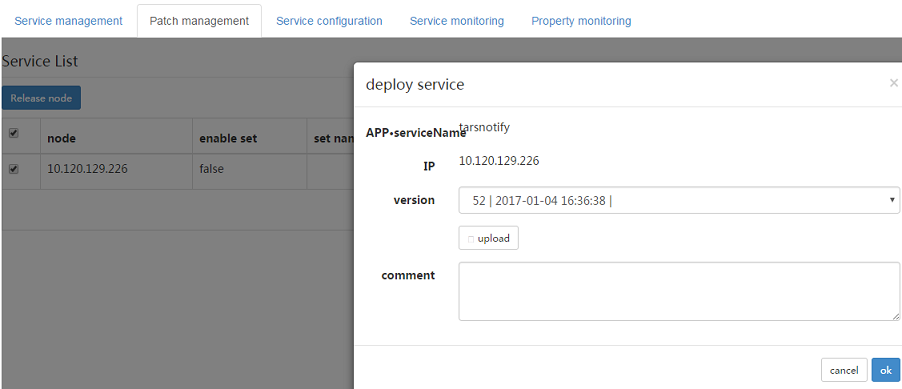 Service management Patch management Service configuration Service monitoring Property monitoring
Service List
Release node
node enable set set nam
10.120.129.226 false
deploy service ×
APP•serviceName tarsnotify
IP 10.120.129.226
version 52 | 2017-01-04 16:36:38 |
upload
comment
cancel ok